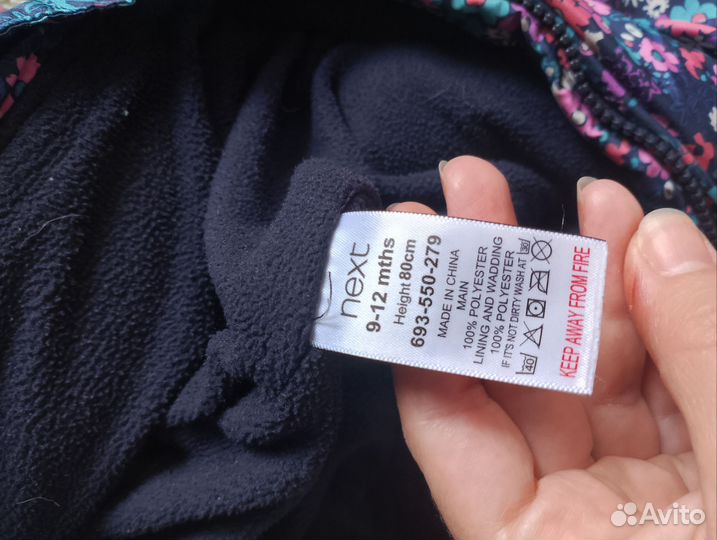 next
9-12 mths
Height 80cm
693-550-279
MADE IN CHINA
MAIN
100% POLYESTER
LINING AND WADDING
100% POLYESTER
IF IT'S NOT DIRTY WASH AT 30
40
KEEP AWAY FROM FIRE
Avito